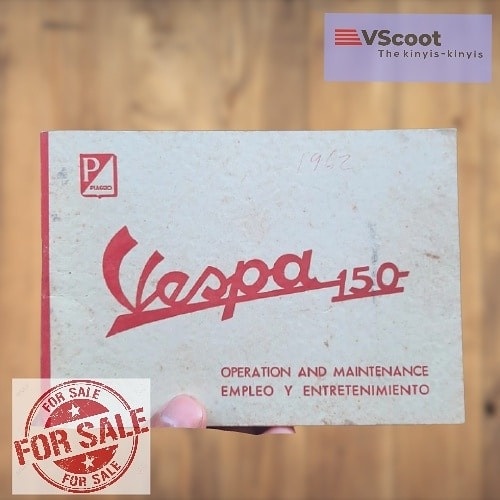 VScoot
The kinyis-kinyis
1962
P
PIAGGIO
Vespa 150
OPERATION AND MAINTENANCE
EMPLEO Y ENTRETENIMIENTO
FOR SALE
FOR SALE
FOR SALE